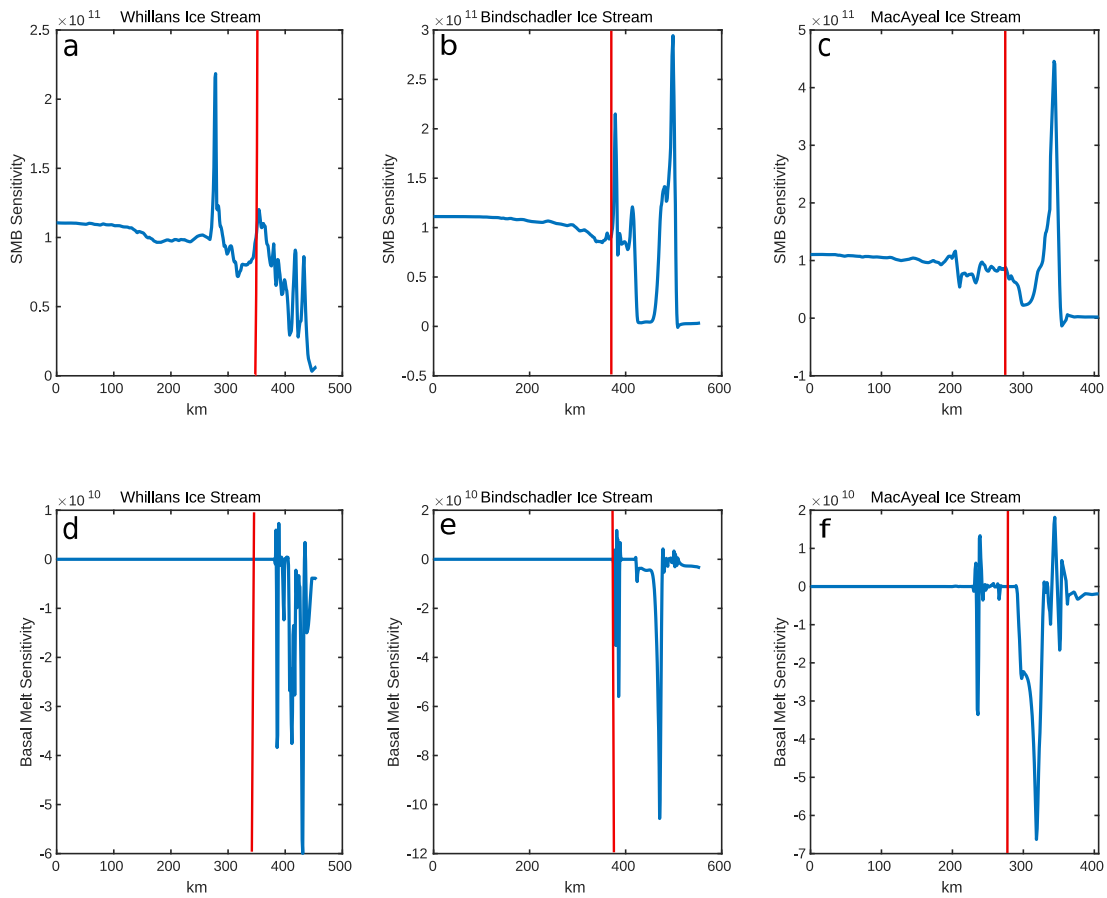 Whillans Ice Stream
× 10 11
a
2.5
2
1.5
1
0.5
0
SMB Sensitivity
0 100 200 300 400 500
km
Bindschadler Ice Stream
× 10 11
b
3
2.5
2
1.5
1
0.5
0
-0.5
SMB Sensitivity
0 200 400 600
km
MacAyeal Ice Stream
× 10 11
c
5
4
3
2
1
0
-1
SMB Sensitivity
0 100 200 300 400
km
Whillans Ice Stream
× 10 10
d
1
0
-1
-2
-3
-4
-5
-6
Basal Melt Sensitivity
0 100 200 300 400 500
km
Bindschadler Ice Stream
× 10 10
e
2
0
-2
-4
-6
-8
-10
-12
Basal Melt Sensitivity
0 200 400 600
km
MacAyeal Ice Stream
× 10 10
f
2
1
0
-1
-2
-3
-4
-5
-6
-7
Basal Melt Sensitivity
0 100 200 300 400
km